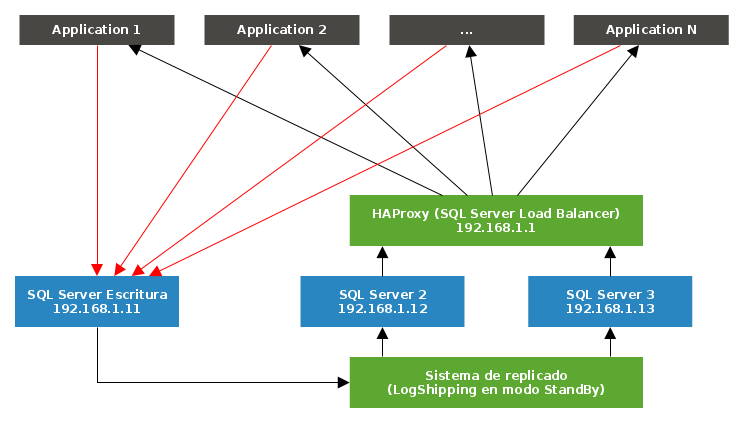 Application 1
Application 2
...
Application N
HAProxy (SQL Server Load Balancer)
192.168.1.1
SQL Server Escritura
192.168.1.11
SQL Server 2
192.168.1.12
SQL Server 3
192.168.1.13
Sistema de replicado
(LogShipping en modo StandBy)